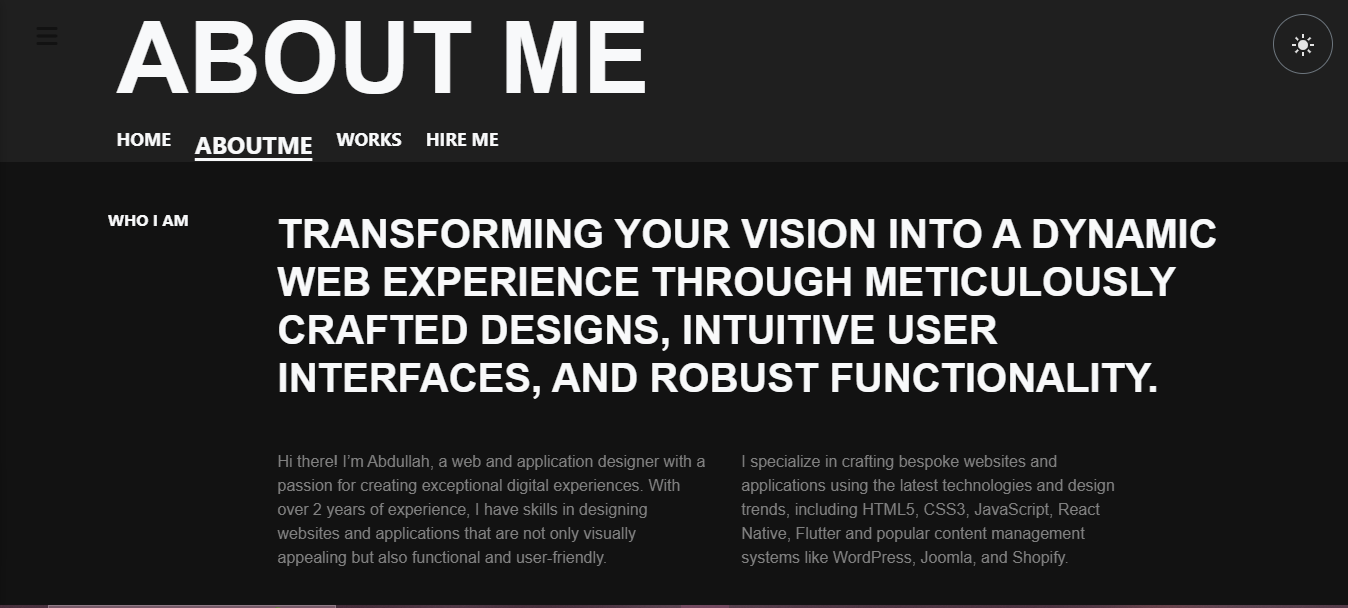 ABOUT ME
HOME ABOUTME WORKS HIRE ME
WHO I AM
TRANSFORMING YOUR VISION INTO A DYNAMIC
WEB EXPERIENCE THROUGH METICULOUSLY
CRAFTED DESIGNS, INTUITIVE USER
INTERFACES, AND ROBUST FUNCTIONALITY.
Hi there! I’m Abdullah, a web and application designer with a
passion for creating exceptional digital experiences. With
over 2 years of experience, I have skills in designing
websites and applications that are not only visually
appealing but also functional and user-friendly.
I specialize in crafting bespoke websites and
applications using the latest technologies and design
trends, including HTML5, CSS3, JavaScript, React
Native, Flutter and popular content management
systems like WordPress, Joomla, and Shopify.